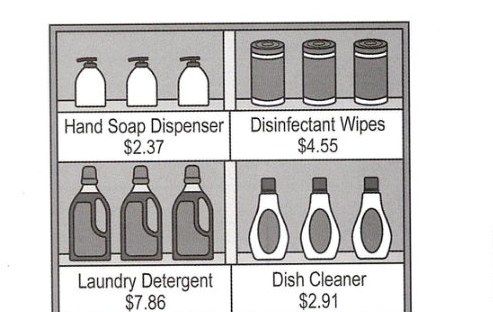 Hand Soap Dispenser
$2.37
Disinfectant Wipes
$4.55
Laundry Detergent
$7.86
Dish Cleaner
$2.91